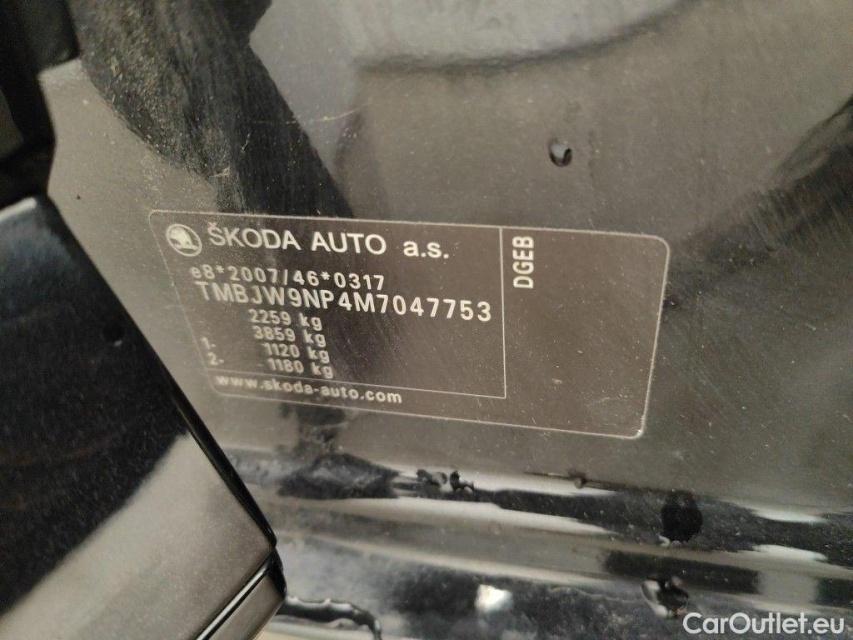 ŠKODA AUTO a.s.
e8*2007/46*0317
TMBJW9NP4M7047753
2259 kg
3859 kg
1. 1120 kg
2. 1180 kg
www.skoda-auto.com
DGEB
CarOutlet.eu